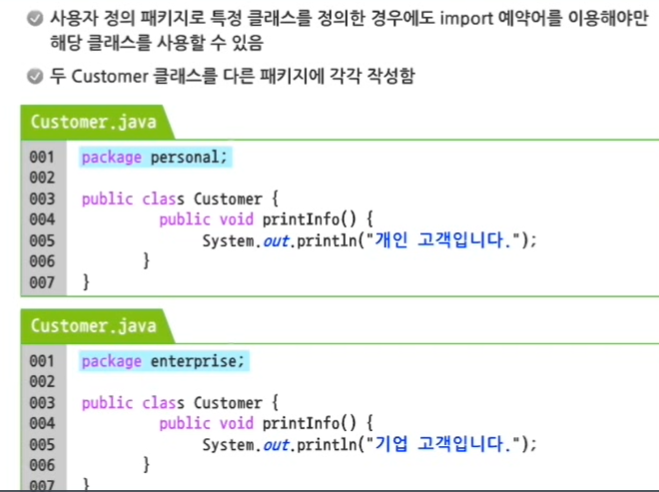 사용자 정의 패키지로 특정 클래스를 정의한 경우에도 import 예약어를 이용해야만
해당 클래스를 사용할 수 있음
두 Customer 클래스를 다른 패키지에 각각 작성함
Customer.java
001 package personal;
002
003 public class Customer {
004 public void printInfo() {
005 System.out.println("개인 고객입니다.");
006 }
007 }
Customer.java
001 package enterprise;
002
003 public class Customer {
004 public void printInfo() {
005 System.out.println("기업 고객입니다.");
006 }
007 }